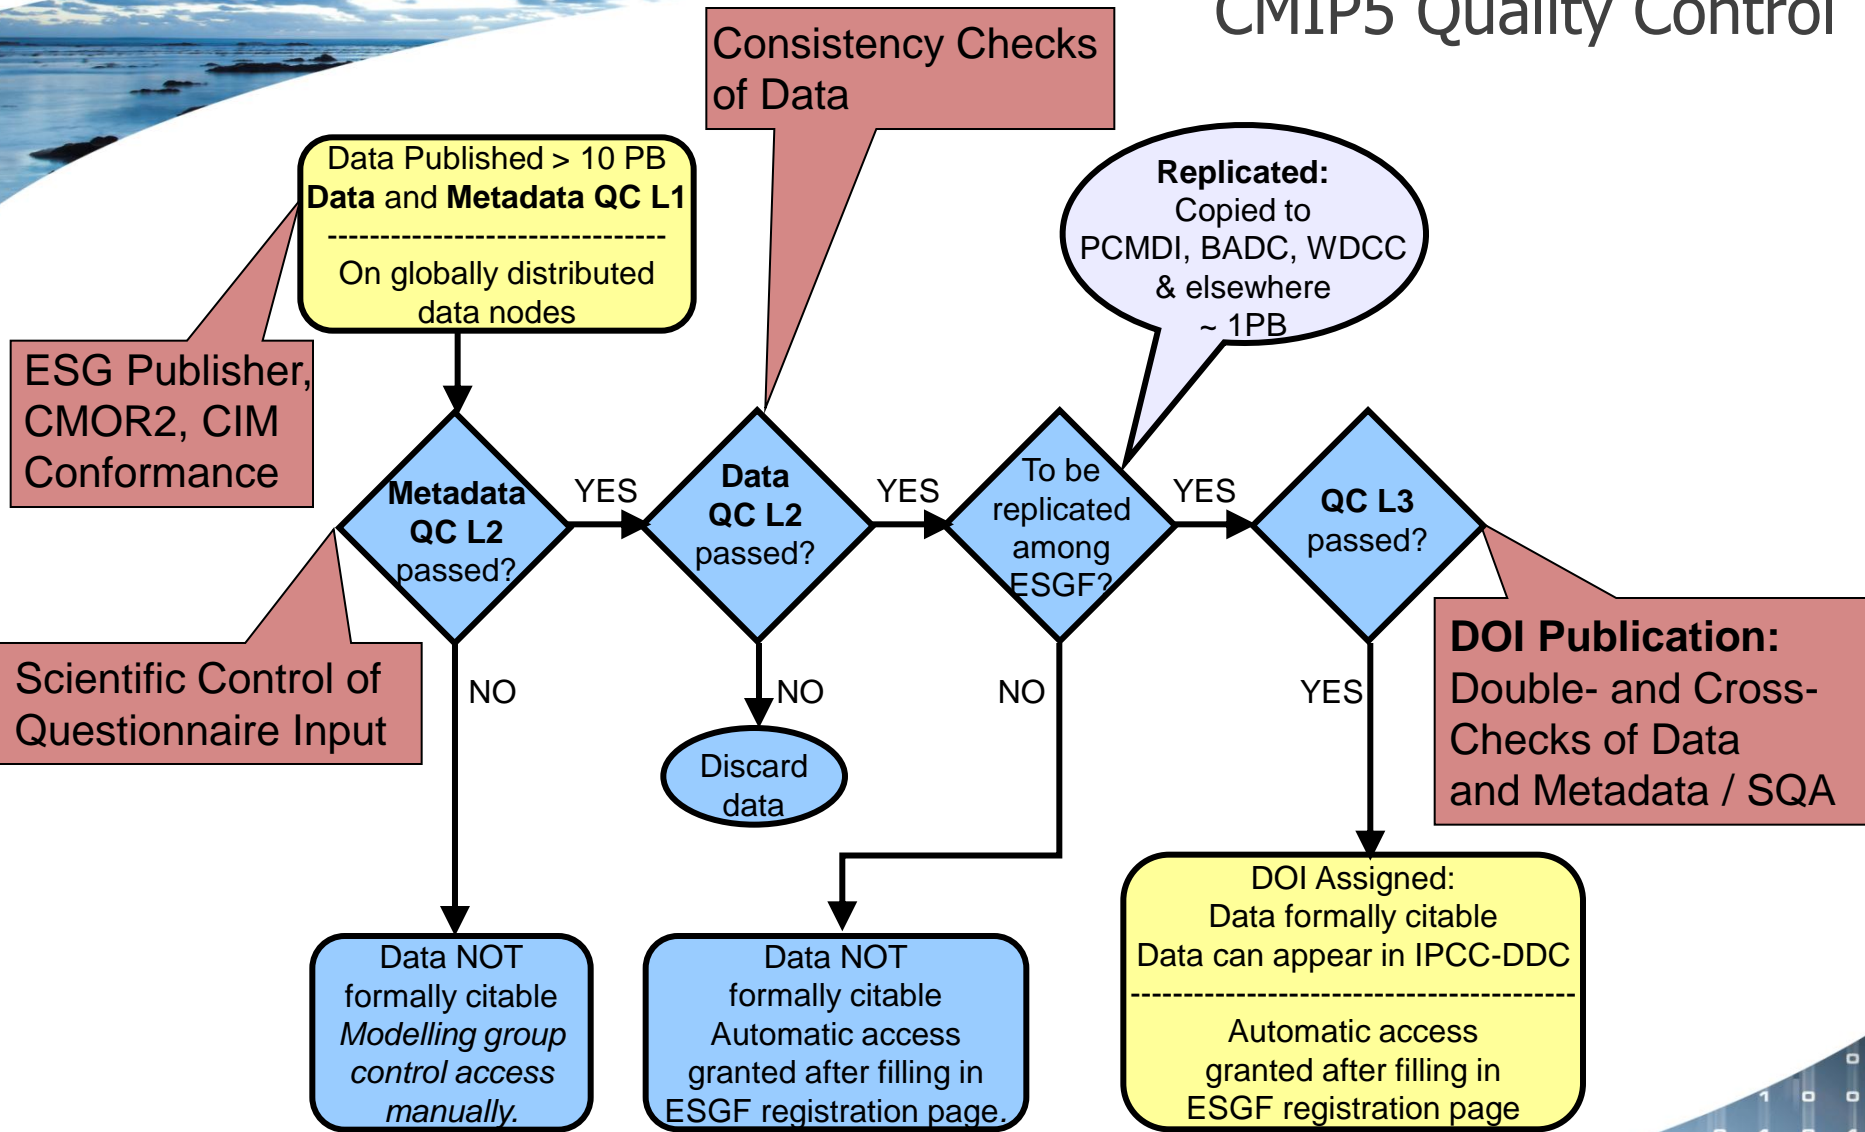 CMIP5 Quality Control
Consistency Checks
of Data
Data Published > 10 PB
Data and Metadata QC L1
--------------------------------
On globally distributed
data nodes
Replicated:
Copied to
PCMDI, BADC, WDCC
& elsewhere
~ 1PB
ESG Publisher,
CMOR2, CIM
Conformance
Metadata
QC L2
passed?
YES
Data
QC L2
passed?
YES
To be
replicated
among
ESGF?
YES
QC L3
passed?
Scientific Control of
Questionnaire Input
NO
NO
NO
YES
DOI Publication:
Double- and Cross-
Checks of Data
and Metadata / SQA
Discard
data
Data NOT
formally citable
Modelling group
control access
manually.
Data NOT
formally citable
Automatic access
granted after filling in
ESGF registration page.
DOI Assigned:
Data formally citable
Data can appear in IPCC-DDC
------------------------------------------
Automatic access
granted after filling in
ESGF registration page